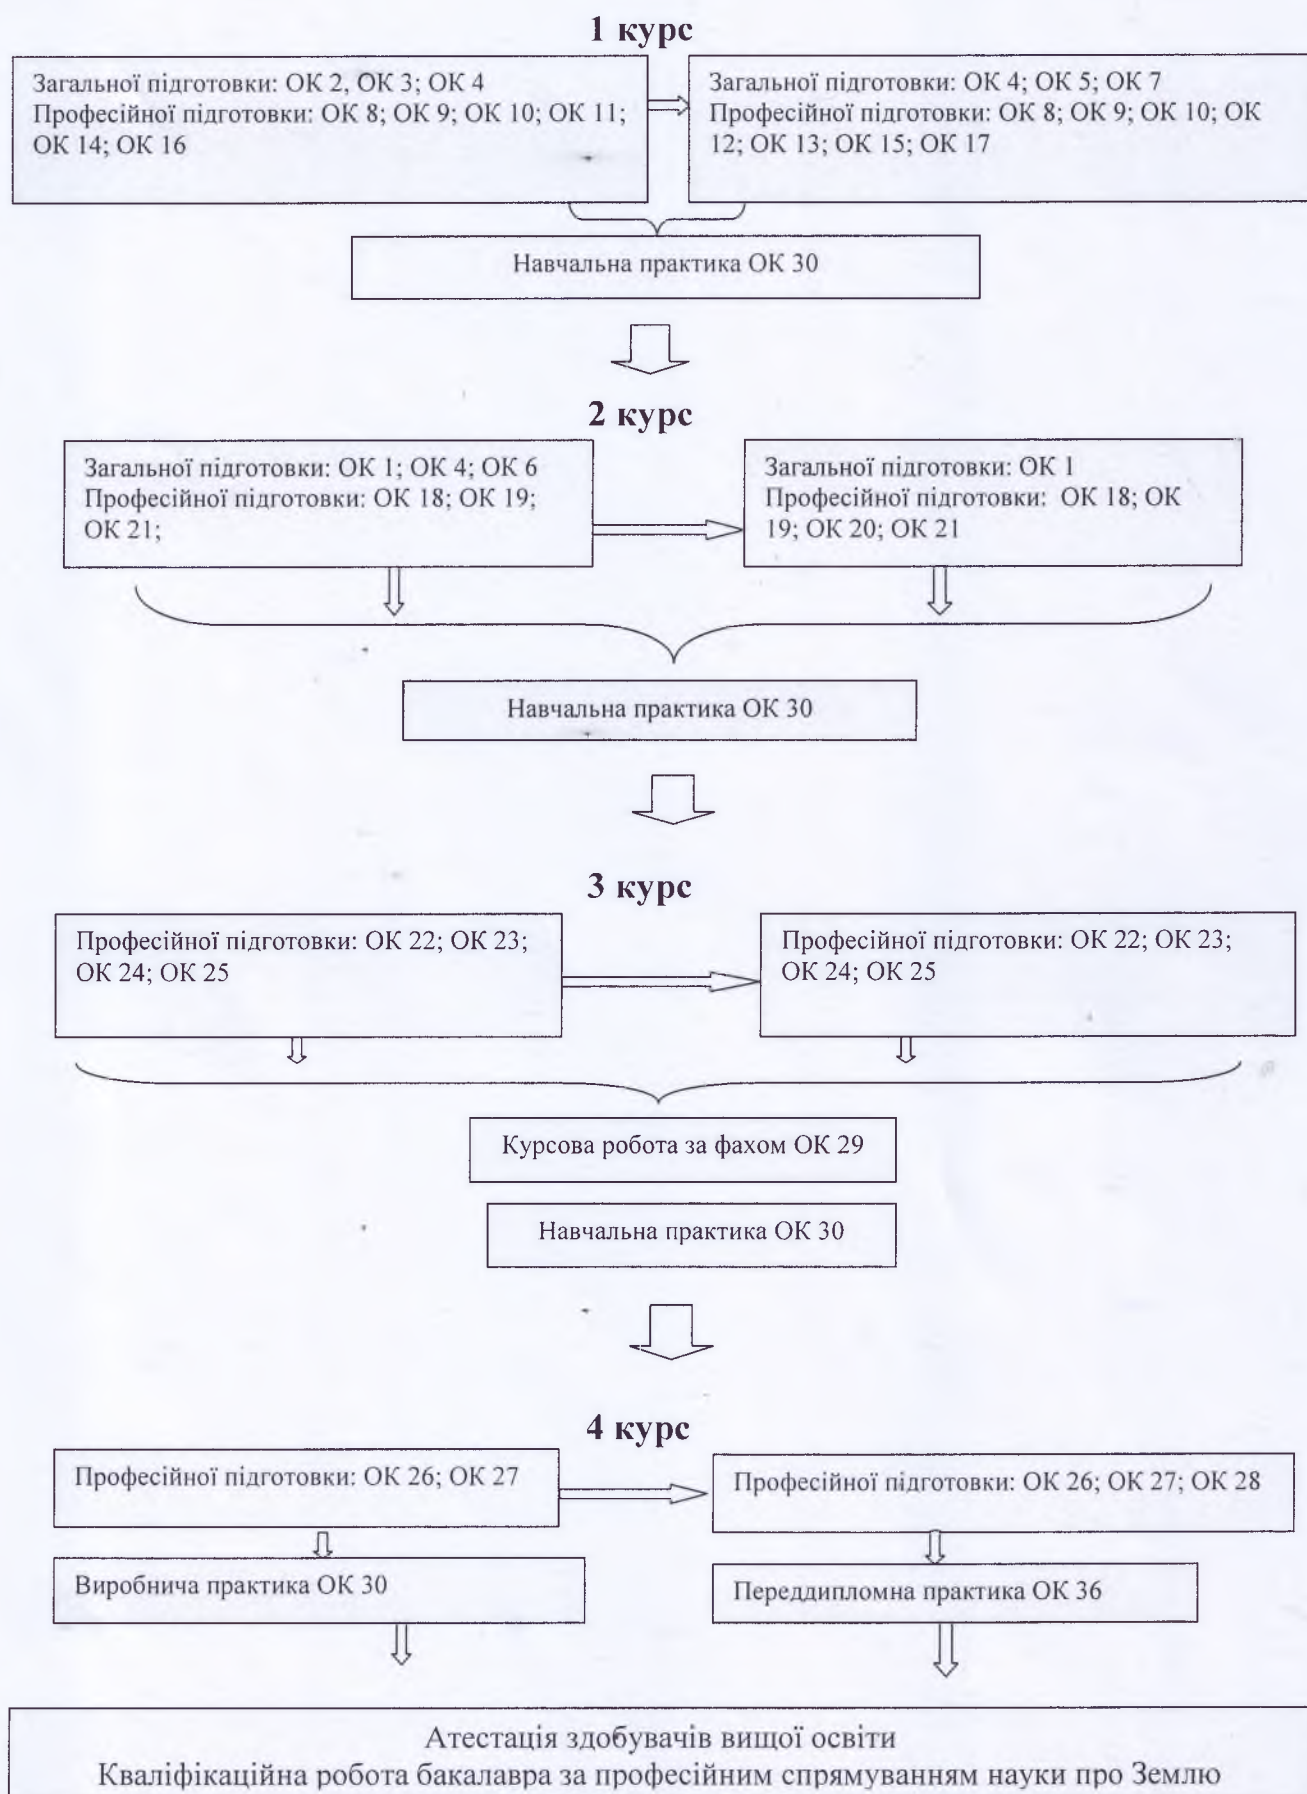 1 курс
Загальної підготовки: ОК 2, ОК 3; ОК 4
Професійної підготовки: ОК 8; ОК 9; ОК 10; ОК 11;
ОК 14; ОК 16
Загальної підготовки: ОК 4; ОК 5; ОК 7
Професійної підготовки: ОК 8; ОК 9; ОК 10; ОК
12; ОК 13; ОК 15; ОК 17
Навчальна практика ОК 30
2 курс
Загальної підготовки: ОК 1; ОК 4; ОК 6
Професійної підготовки: ОК 18; ОК 19;
ОК 21;
Загальної підготовки: ОК 1
Професійної підготовки: ОК 18; ОК
19; ОК 20; ОК 21
Навчальна практика ОК 30
3 курс
Професійної підготовки: ОК 22; ОК 23;
ОК 24; ОК 25
Професійної підготовки: ОК 22; ОК 23;
ОК 24; ОК 25
Курсова робота за фахом ОК 29
Навчальна практика ОК 30
4 курс
Професійної підготовки: ОК 26; ОК 27
Професійної підготовки: ОК 26; ОК 27; ОК 28
Виробнича практика ОК 30
Переддипломна практика ОК 36
Атестація здобувачів вищої освіти
Кваліфікаційна робота бакалавра за професійним спрямуванням науки про Землю